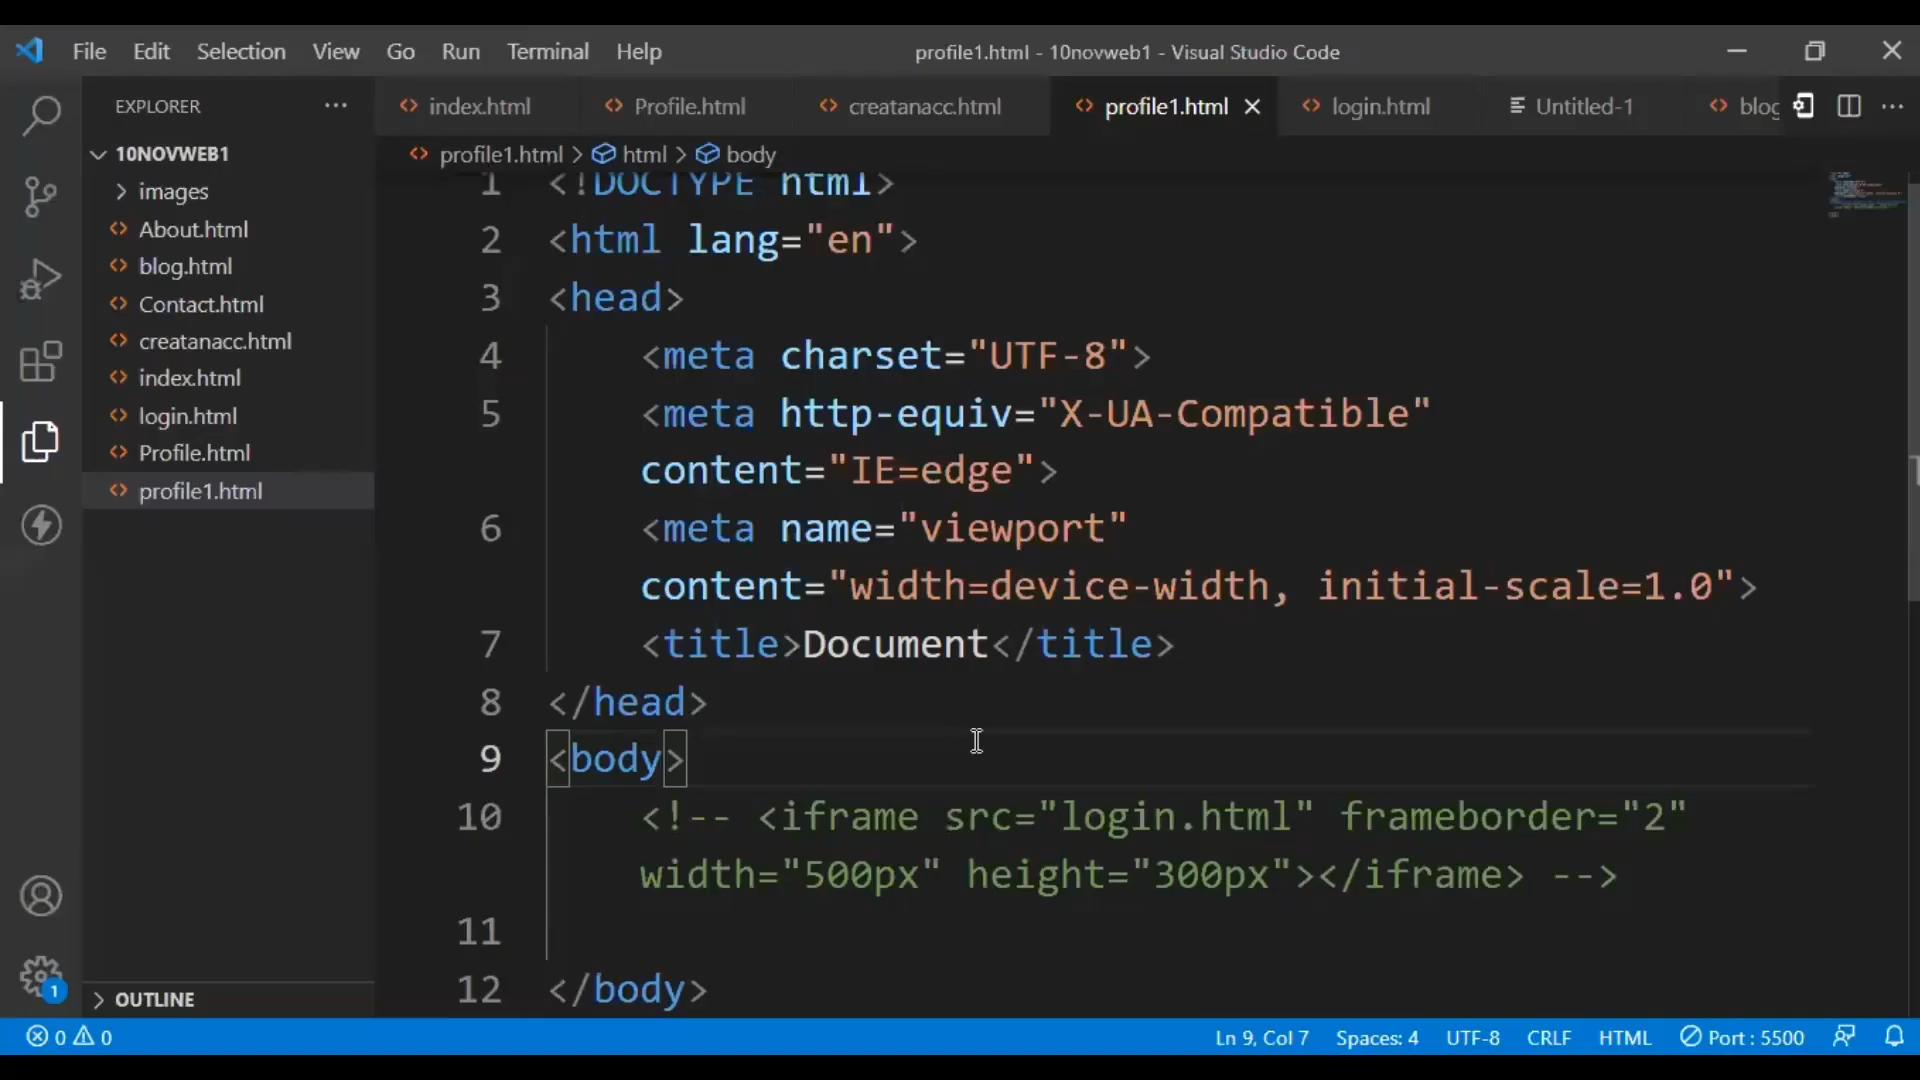 File Edit Selection View Go Run Terminal Help profile1.html - 10novweb1 - Visual Studio Code
EXPLORER ...
index.html Profile.html creatanacc.html profile1.html login.html Untitled-1 blog
10NOVWEB1
images
About.html
blog.html
Contact.html
creatanacc.html
index.html
login.html
Profile.html
profile1.html
OUTLINE
profile1.html > html > body
1 <!DOCTYPE html>
2 <html lang="en">
3 <head>
4 <meta charset="UTF-8">
5 <meta http-equiv="X-UA-Compatible"
content="IE=edge">
6 <meta name="viewport"
content="width=device-width, initial-scale=1.0">
7 <title>Document</title>
8 </head>
9 <body>
10 <!-- <iframe src="login.html" frameborder="2"
width="500px" height="300px"></iframe> -->
11
12 </body>
1
0 0 Ln 9, Col 7 Spaces: 4 UTF-8 CRLF HTML Port : 5500